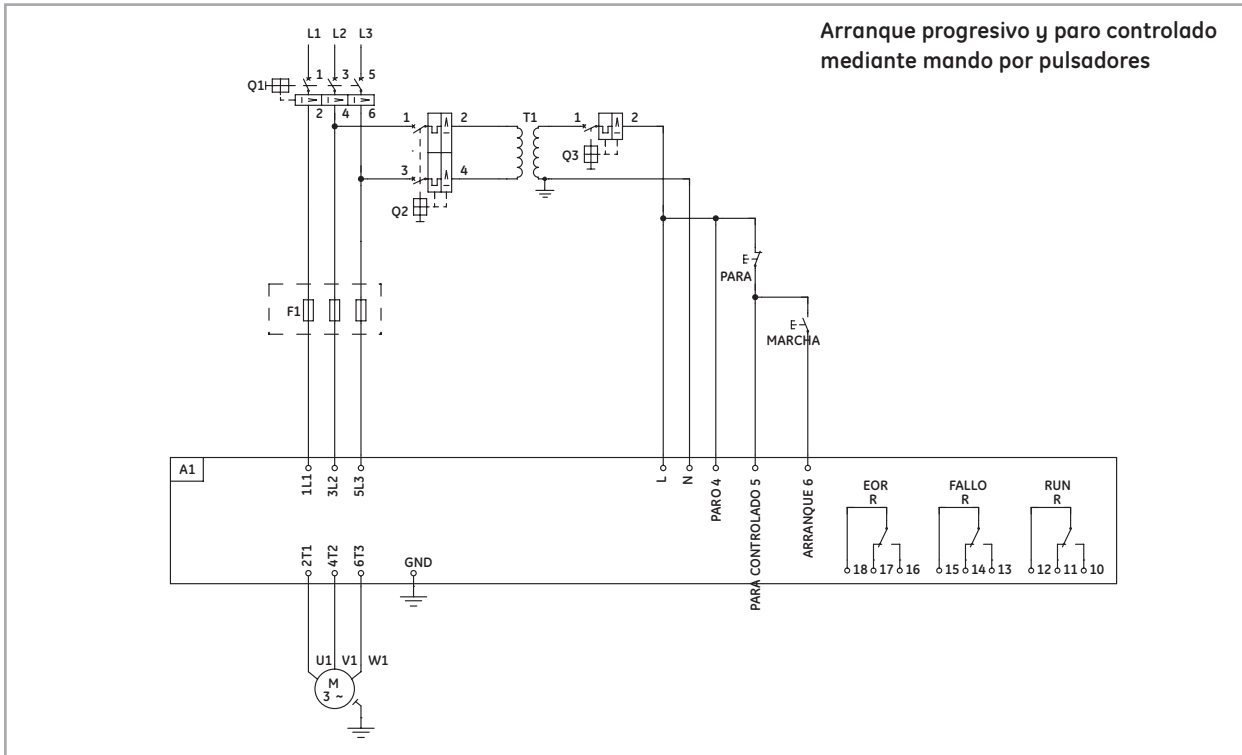 Arranque progresivo y paro controlado
mediante mando por pulsadores
L1 L2 L3
Q1 1 3 5
2 4 6
1 2 T1 1 2
Q3
3 4
Q2
PARA
F1
MARCHA
A1
1L1 3L2 5L3
L N PARO 4 PARA CONTROLADO 5 ARRANQUE 6
EOR FALLO RUN
R R R
2T1 4T2 6T3 GND
18 17 16 15 14 13 12 11 10
U1 V1 W1
M
3 ~